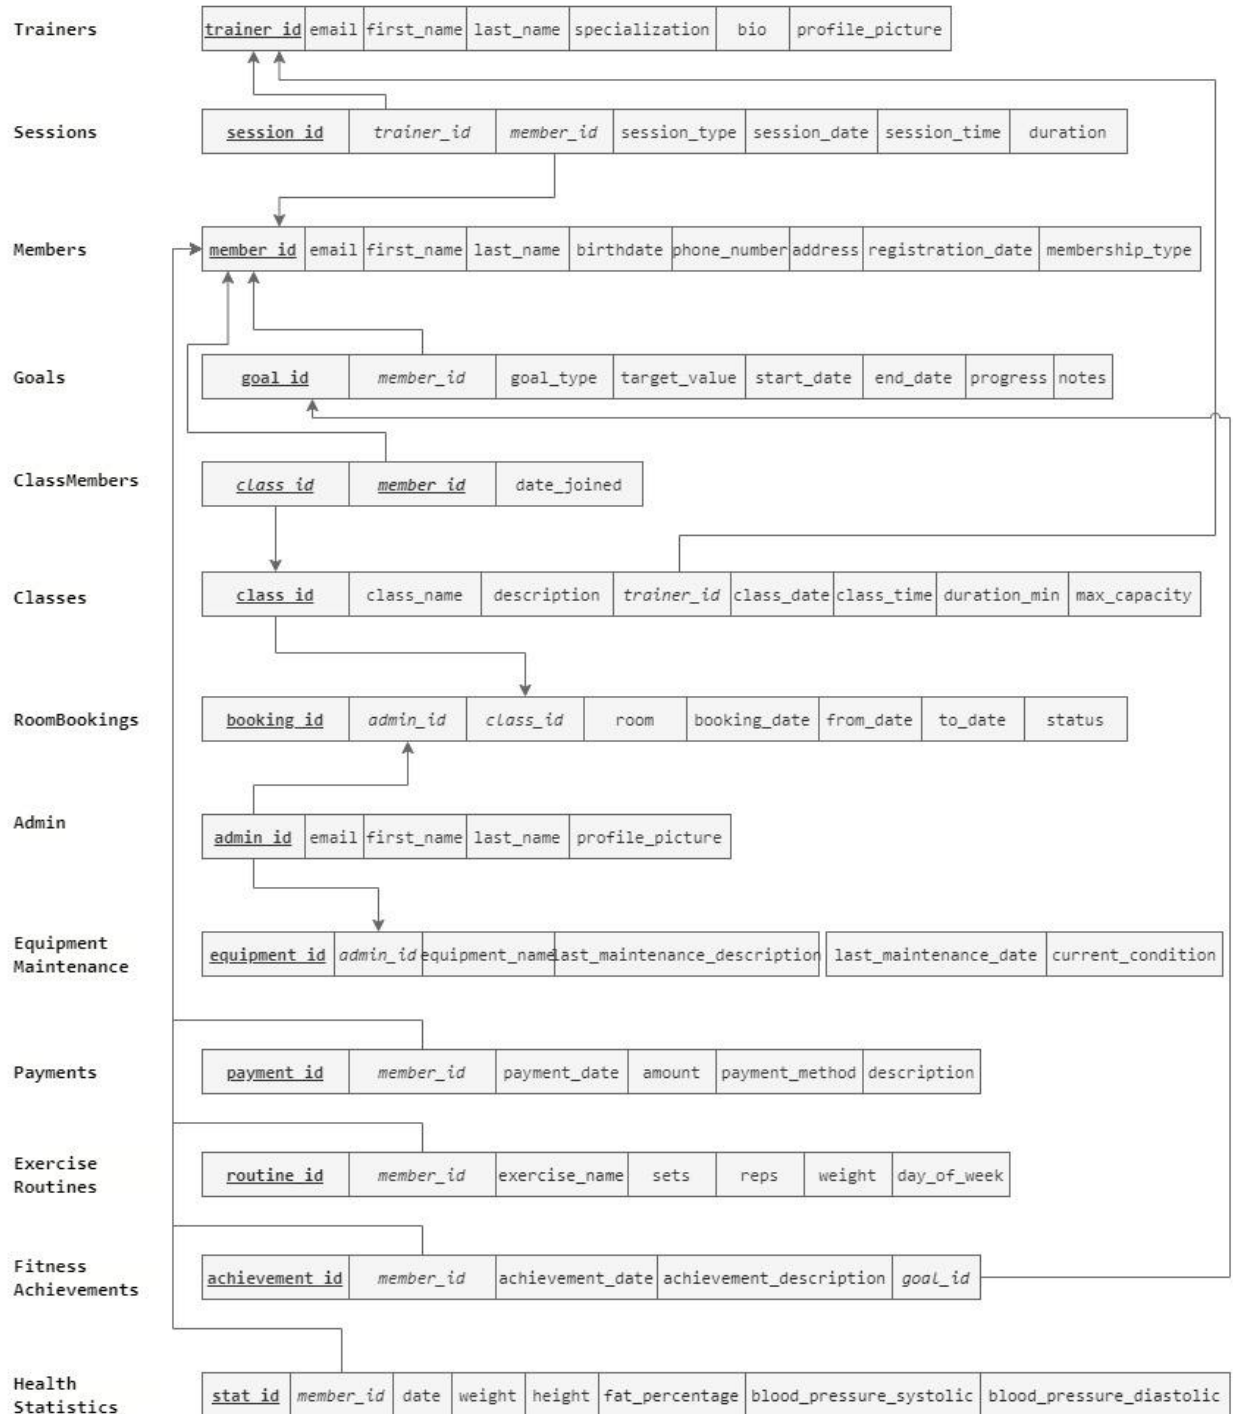 Trainers
trainer_id email first_name last_name specialization bio profile_picture
Sessions
session_id trainer_id member_id session_type session_date session_time duration
Members
member_id email first_name last_name birthdate phone_number address registration_date membership_type
Goals
goal_id member_id goal_type target_value start_date end_date progress notes
ClassMembers
class_id member_id date_joined
Classes
class_id class_name description trainer_id class_date class_time duration_min max_capacity
RoomBookings
booking_id admin_id class_id room booking_date from_date to_date status
Admin
admin_id email first_name last_name profile_picture
Equipment
Maintenance
equipment_id admin_id equipment_name last_maintenance_description last_maintenance_date current_condition
Payments
payment_id member_id payment_date amount payment_method description
Exercise
Routines
routine_id member_id exercise_name sets reps weight day_of_week
Fitness
Achievements
achievement_id member_id achievement_date achievement_description goal_id
Health
Statistics
stat_id member_id date weight height fat_percentage blood_pressure_systolic blood_pressure_diastolic